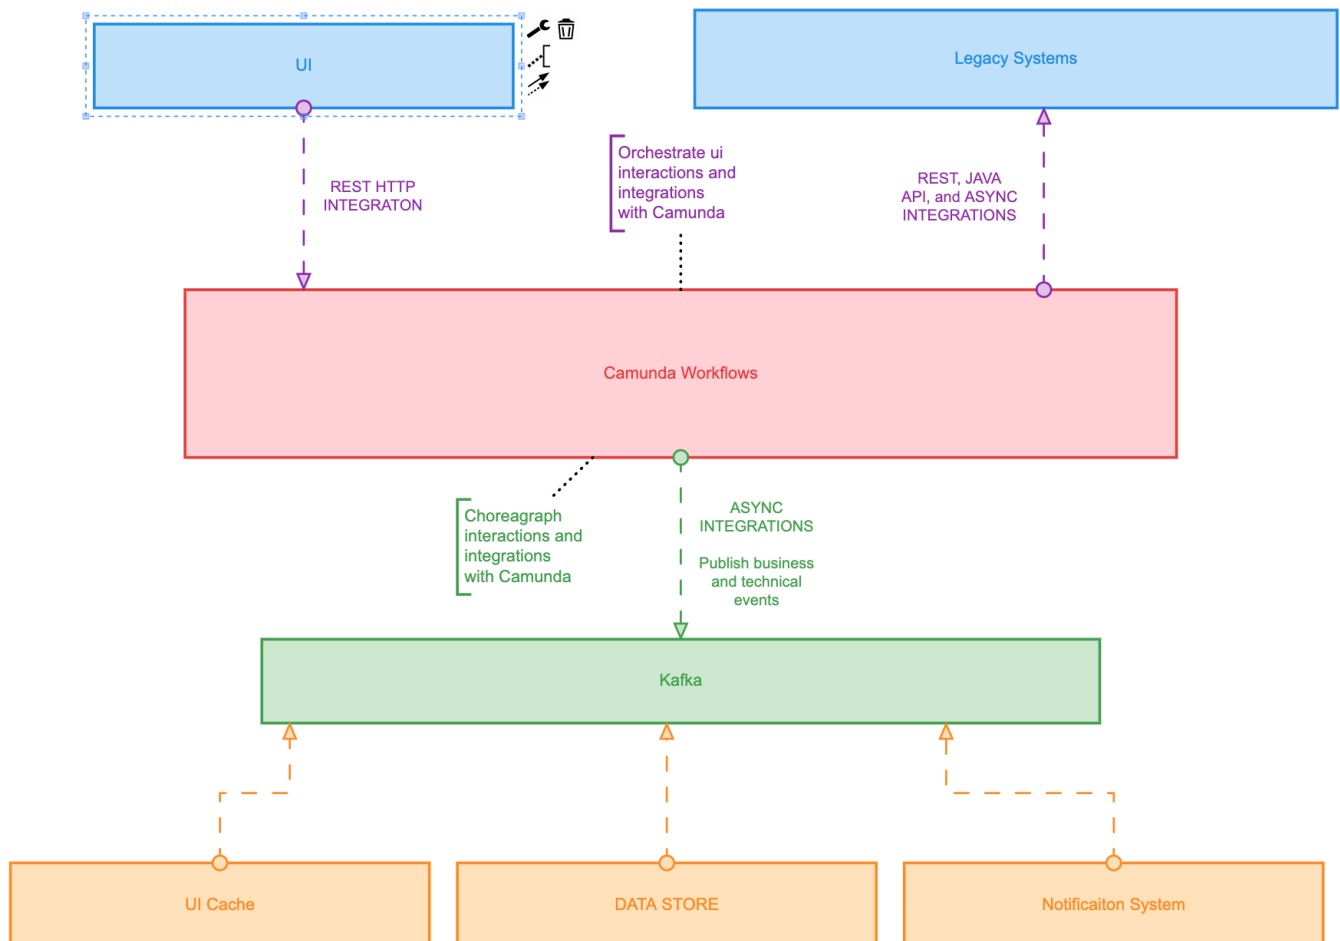 UI
Legacy Systems
Orchestrate ui
interactions and
integrations
with Camunda
REST HTTP
INTEGRATON
REST, JAVA
API, and ASYNC
INTEGRATIONS
Camunda Workflows
Choreagraph
interactions and
integrations
with Camunda
ASYNC
INTEGRATIONS
Publish business
and technical
events
Kafka
UI Cache
DATA STORE
Notificaiton System